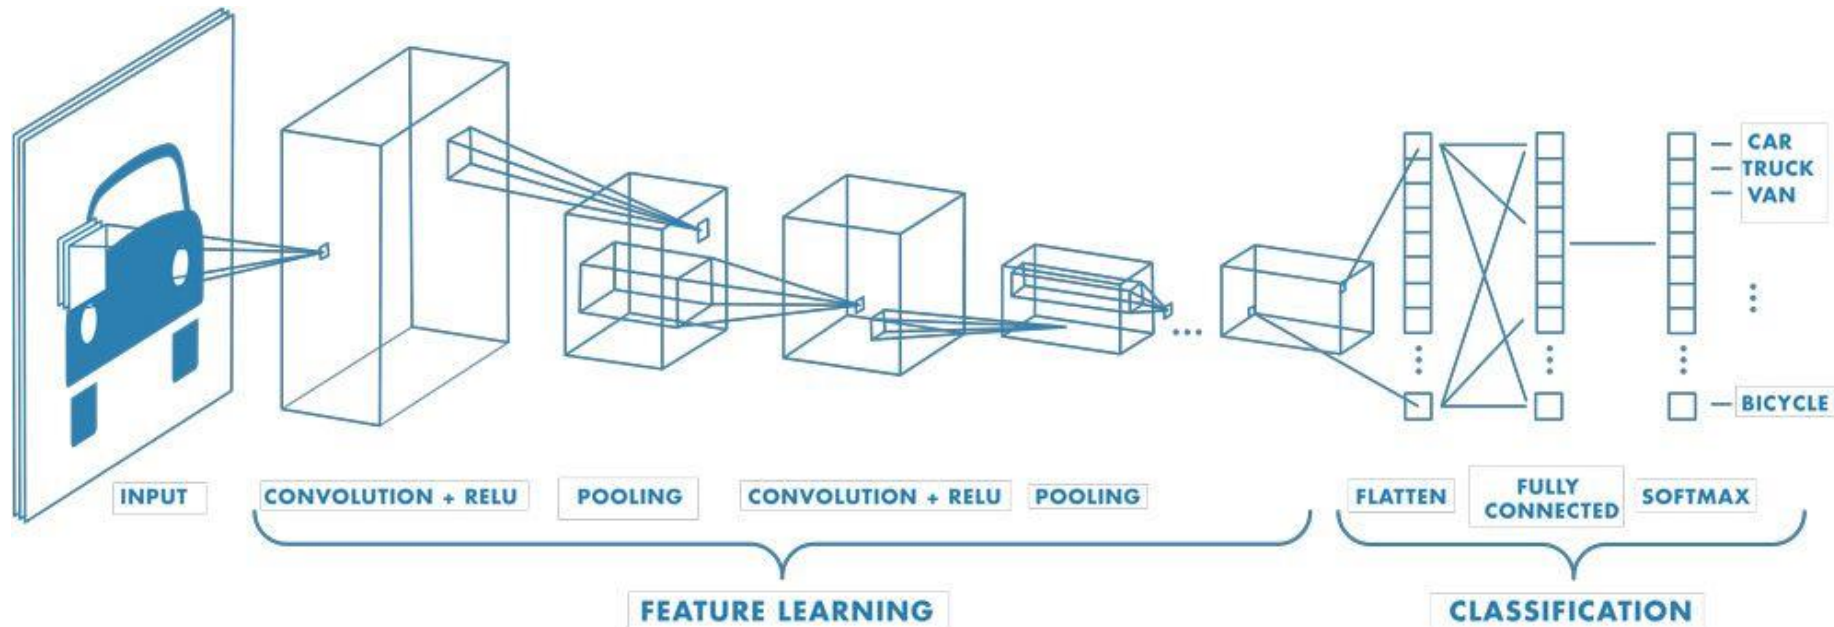 CAR
TRUCK
VAN
BICYCLE
INPUT
CONVOLUTION + RELU
POOLING
CONVOLUTION + RELU
POOLING
FLATTEN
FULLY
CONNECTED
SOFTMAX
FEATURE LEARNING
CLASSIFICATION